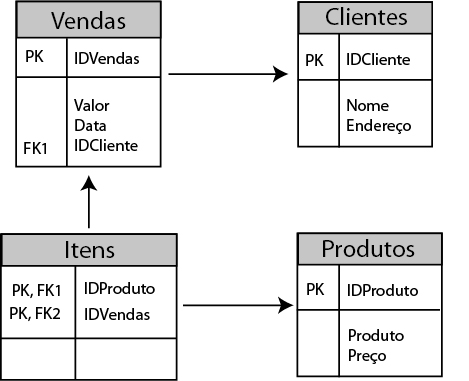 Vendas
PK IDVendas
Valor
Data
FK1 IDCliente
Clientes
PK IDCliente
Nome
Endereço
Itens
PK, FK1 IDProduto
PK, FK2 IDVendas
Produtos
PK IDProduto
Produto
Preço